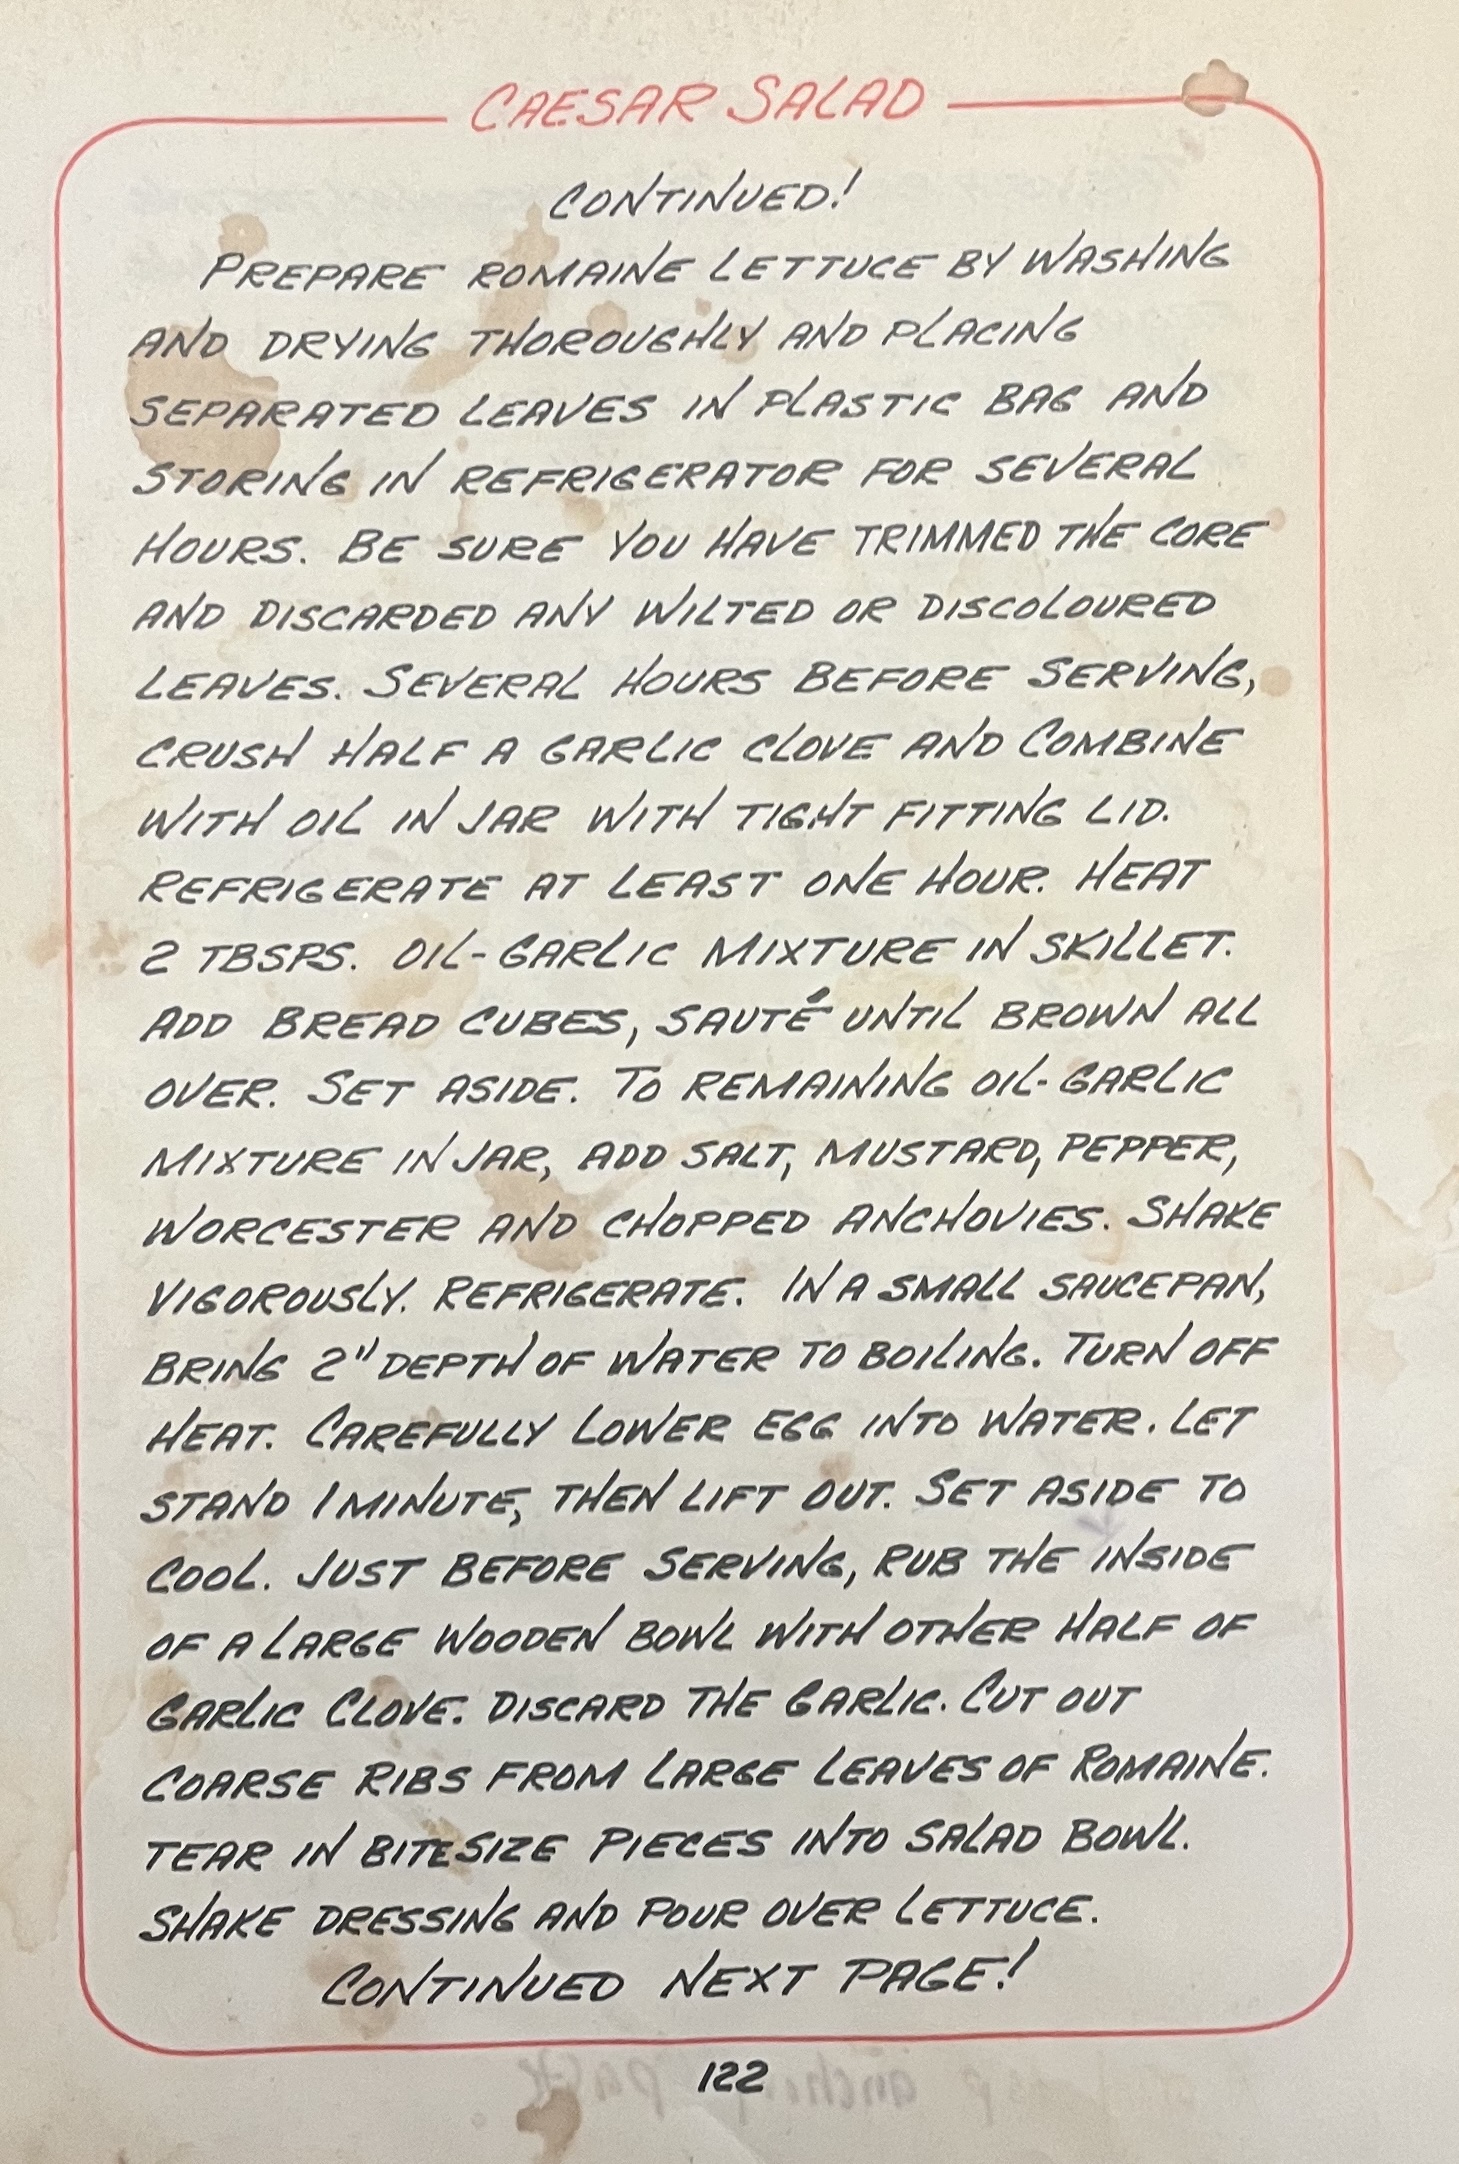 CAESAR SALAD
CONTINUED!
PREPARE ROMAINE LETTUCE BY WASHING
AND DRYING THOROUGHLY AND PLACING
SEPARATED LEAVES IN PLASTIC BAG AND
STORING IN REFRIGERATOR FOR SEVERAL
HOURS. BE SURE YOU HAVE TRIMMED THE CORE
AND DISCARDED ANY WILTED OR DISCOLOURED
LEAVES. SEVERAL HOURS BEFORE SERVING,
CRUSH HALF A GARLIC CLOVE AND COMBINE
WITH OIL IN JAR WITH TIGHT FITTING LID.
REFRIGERATE AT LEAST ONE HOUR. HEAT
2 TBSPS. OIL-GARLIC MIXTURE IN SKILLET.
ADD BREAD CUBES, SAUTÉ UNTIL BROWN ALL
OVER. SET ASIDE. TO REMAINING OIL-GARLIC
MIXTURE IN JAR, ADD SALT, MUSTARD, PEPPER,
WORCESTER AND CHOPPED ANCHOVIES. SHAKE
VIGOROUSLY. REFRIGERATE. IN A SMALL SAUCEPAN,
BRING 2" DEPTH OF WATER TO BOILING. TURN OFF
HEAT. CAREFULLY LOWER EGG INTO WATER. LET
STAND 1 MINUTE, THEN LIFT OUT. SET ASIDE TO
COOL. JUST BEFORE SERVING, RUB THE INSIDE
OF A LARGE WOODEN BOWL WITH OTHER HALF OF
GARLIC CLOVE. DISCARD THE GARLIC. CUT OUT
COARSE RIBS FROM LARGE LEAVES OF ROMAINE.
TEAR IN BITESIZE PIECES INTO SALAD BOWL.
SHAKE DRESSING AND POUR OVER LETTUCE.
CONTINUED NEXT PAGE!
122